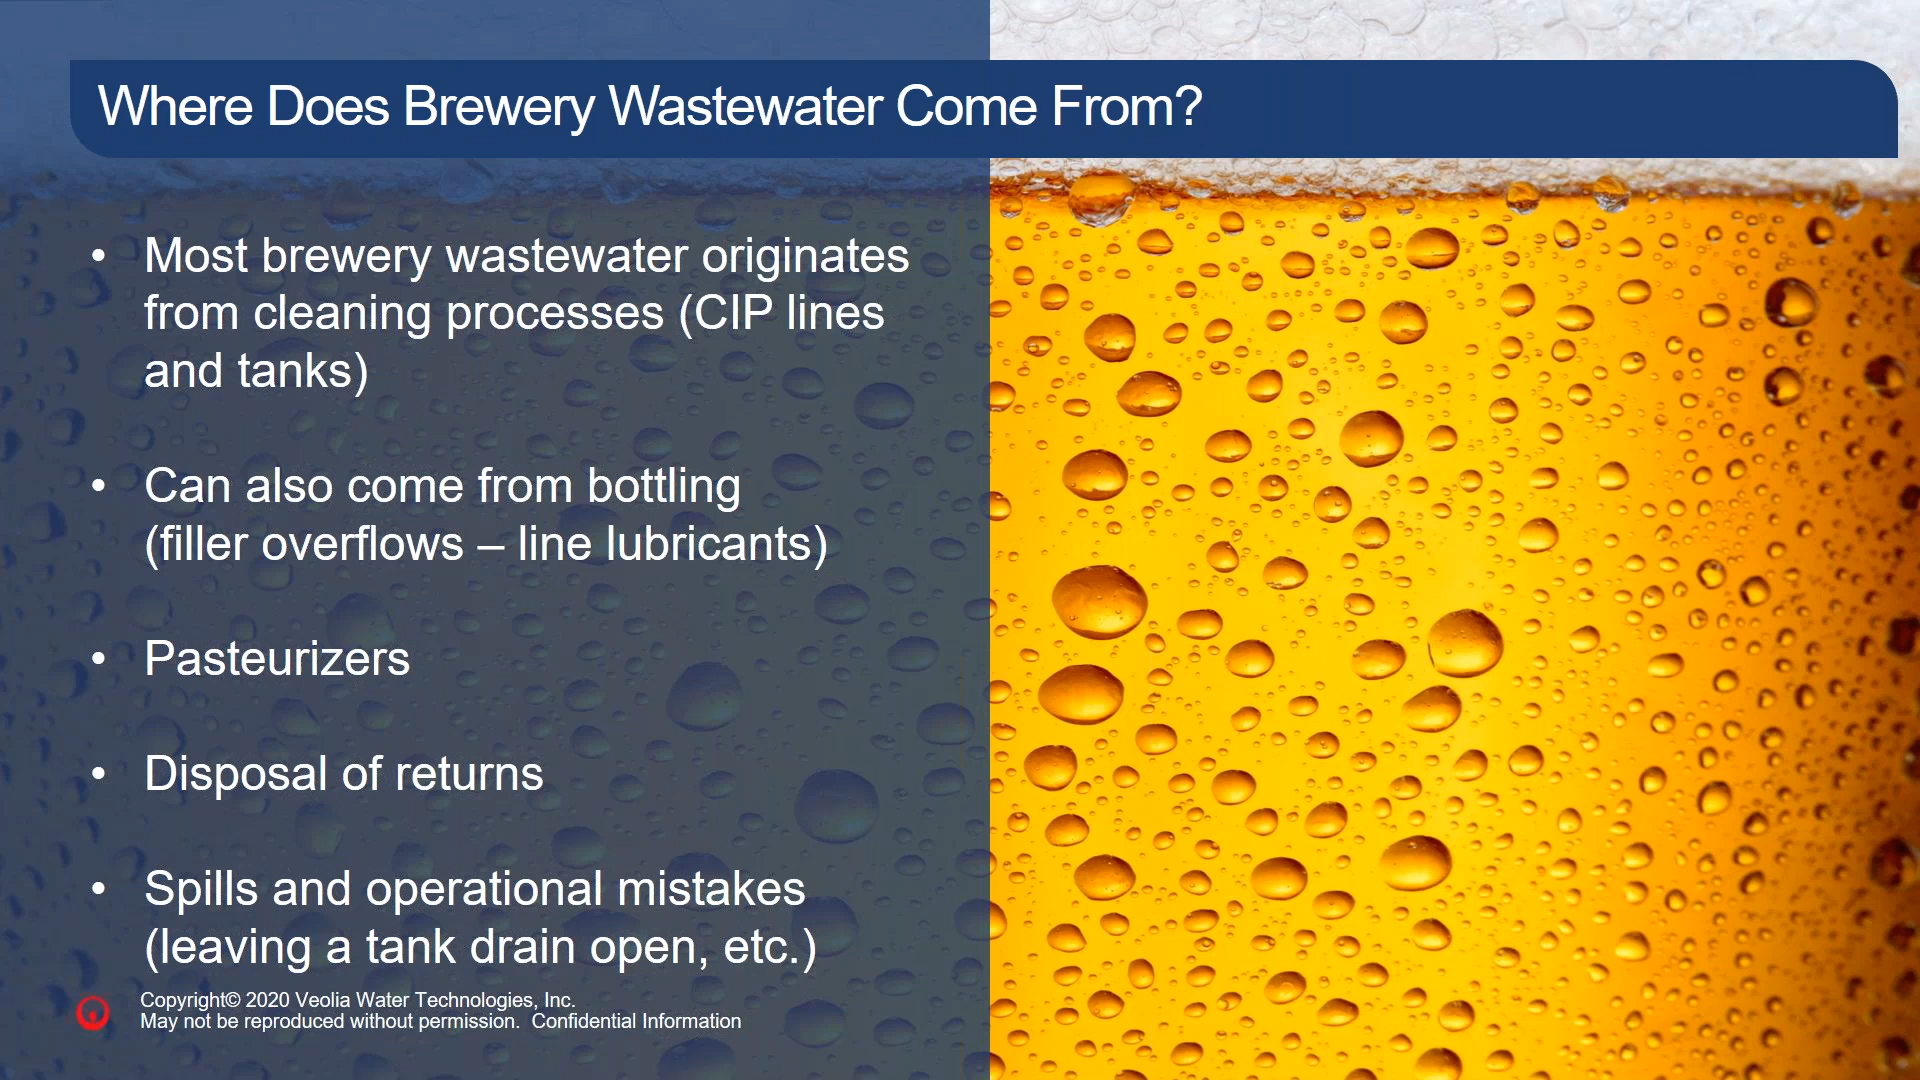 Where Does Brewery Wastewater Come From?
• Most brewery wastewater originates
from cleaning processes (CIP lines
and tanks)
• Can also come from bottling
(filler overflows – line lubricants)
• Pasteurizers
• Disposal of returns
• Spills and operational mistakes
(leaving a tank drain open, etc.)
Copyright© 2020 Veolia Water Technologies, Inc.
May not be reproduced without permission.  Confidential Information